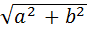 √(a² + b²)